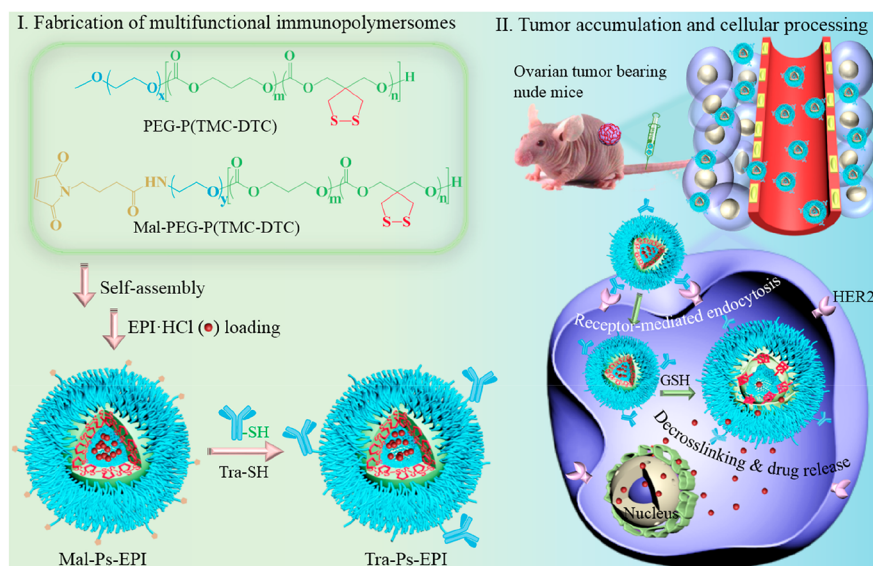 I. Fabrication of multifunctional immunopolymersomes
O
O
x
O
O
O
m
O
O
O
n
H
S-S
PEG-P(TMC-DTC)
O
N
O
O
HN
O
y
O
O
O
m
O
O
O
n
H
S-S
Mal-PEG-P(TMC-DTC)
Self-assembly
EPI·HCl ( ) loading
-SH
Tra-SH
Mal-Ps-EPI
Tra-Ps-EPI
II. Tumor accumulation and cellular processing
Ovarian tumor bearing
nude mice
HER2
Receptor-mediated endocytosis
GSH
Decrosslinking & drug release
Nucleus